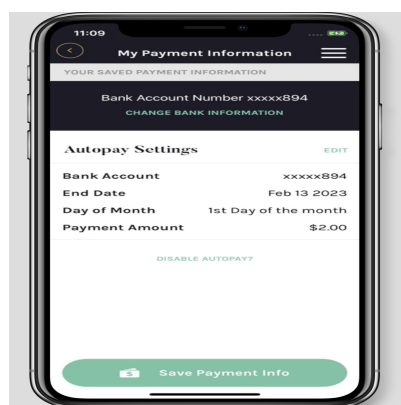 11:09
My Payment Information
YOUR SAVED PAYMENT INFORMATION
Bank Account Number xxxxx894
CHANGE BANK INFORMATION
Autopay Settings EDIT
Bank Account xxxxx894
End Date Feb 13 2023
Day of Month 1st Day of the month
Payment Amount $2.00
DISABLE AUTOPAY?
$ Save Payment Info